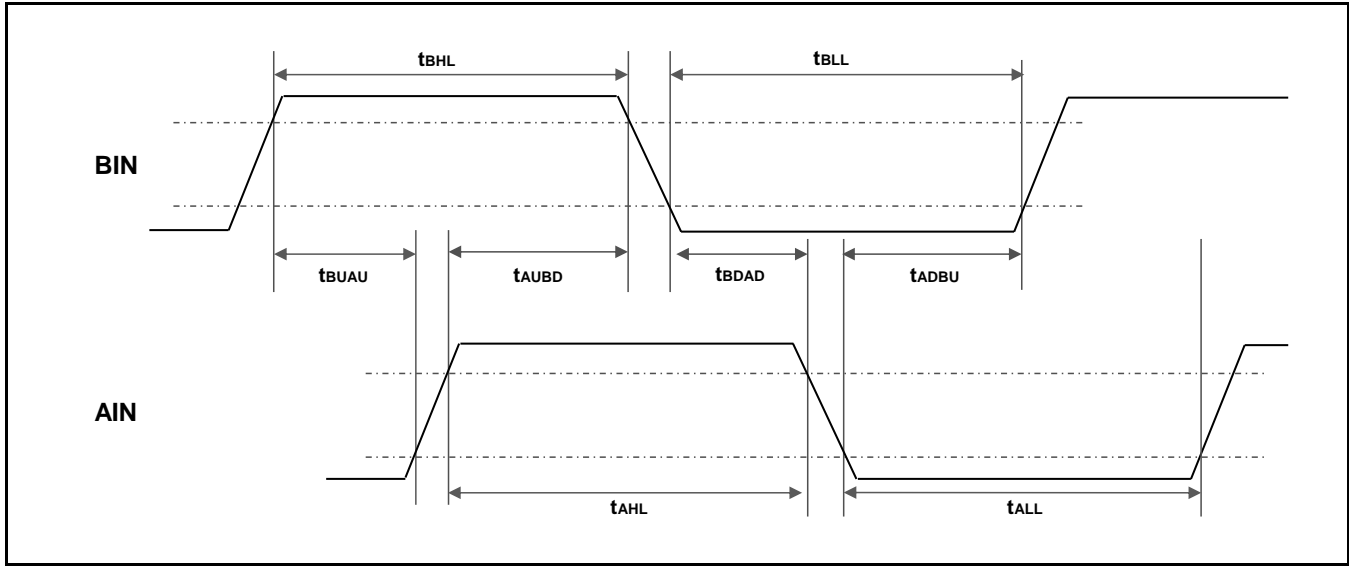 tBHL
tBLL
BIN
tBUAU
tAUBD
tBDAD
tADBU
AIN
tAHL
tALL